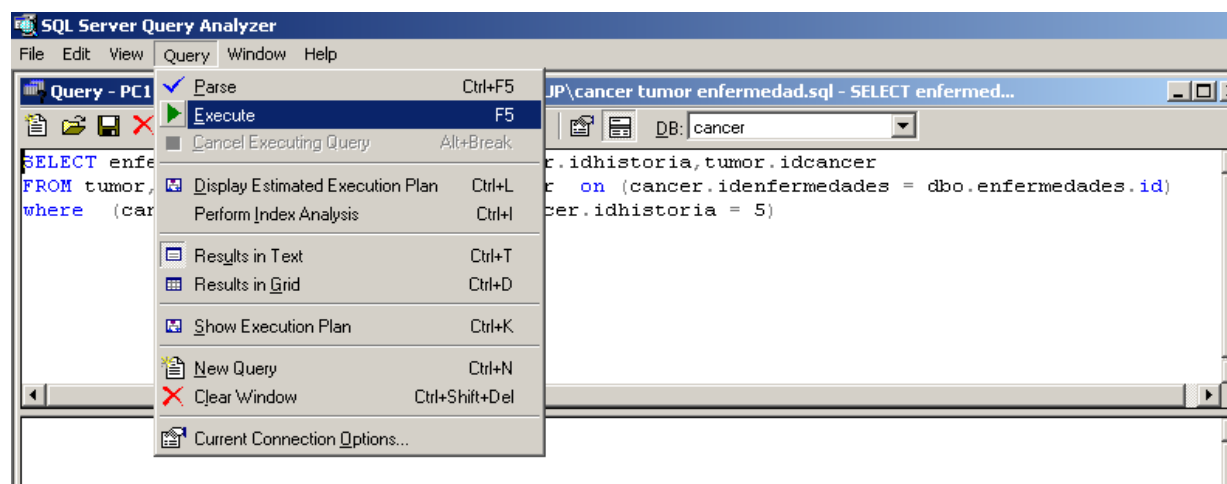 SQL Server Query Analyzer
File Edit View Query Window Help
Query - PC1 JP\cancer tumor enfermedad.sql - SELECT enfermed...
DB: cancer
SELECT enfe r.idhistoria,tumor.idcancer
FROM tumor, r on (cancer.idenfermedades = dbo.enfermedades.id)
where (can cer.idhistoria = 5)
Parse Ctrl+F5
Execute F5
Cancel Executing Query Alt+Break
Display Estimated Execution Plan Ctrl+L
Perform Index Analysis Ctrl+I
Results in Text Ctrl+T
Results in Grid Ctrl+D
Show Execution Plan Ctrl+K
New Query Ctrl+N
Clear Window Ctrl+Shift+Del
Current Connection Options...